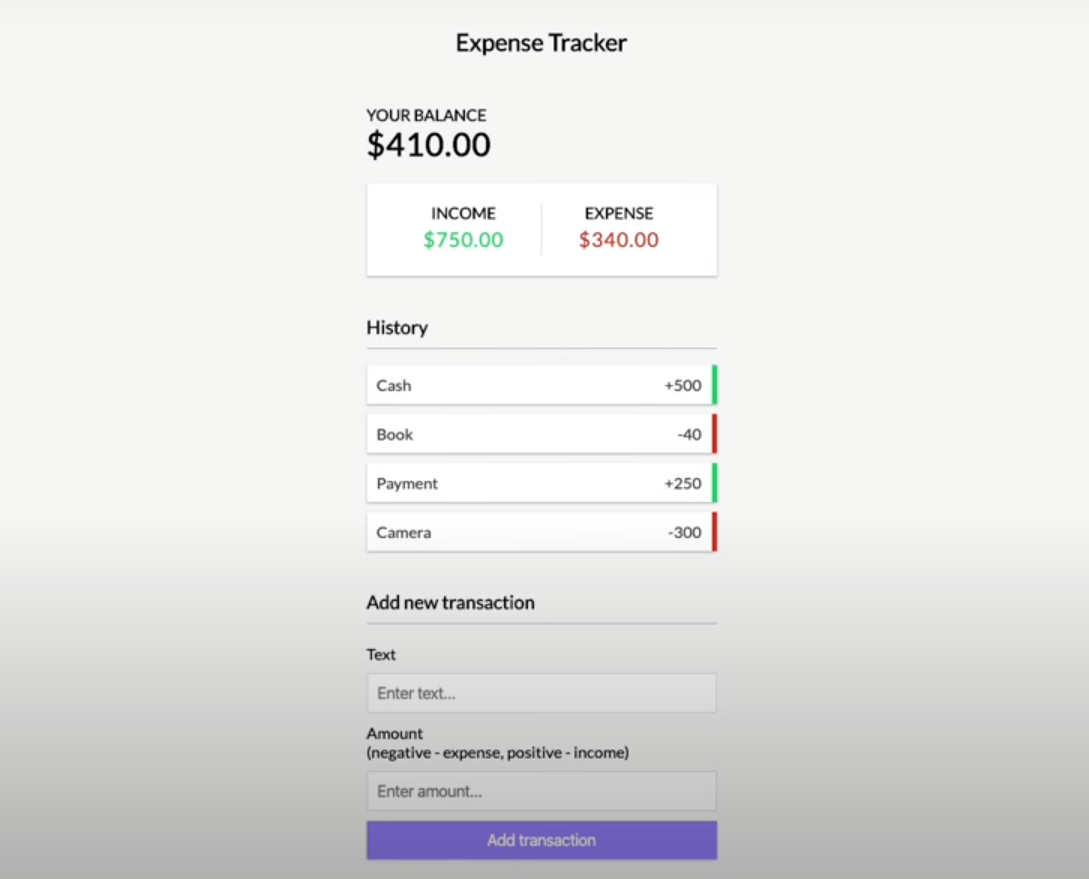 Expense Tracker
YOUR BALANCE
$410.00
INCOME EXPENSE
$750.00 $340.00
History
Cash +500
Book -40
Payment +250
Camera -300
Add new transaction
Text
Enter text...
Amount
(negative - expense, positive - income)
Enter amount...
Add transaction